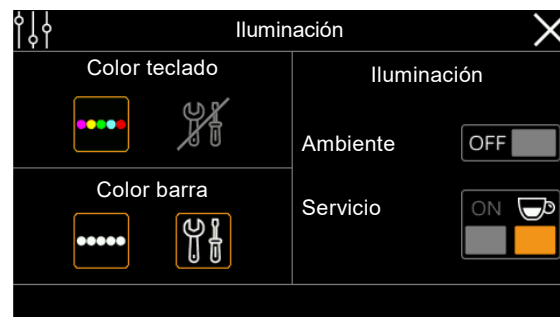 Iluminación
Color teclado
Iluminación
Ambiente
OFF
Color barra
Servicio
ON